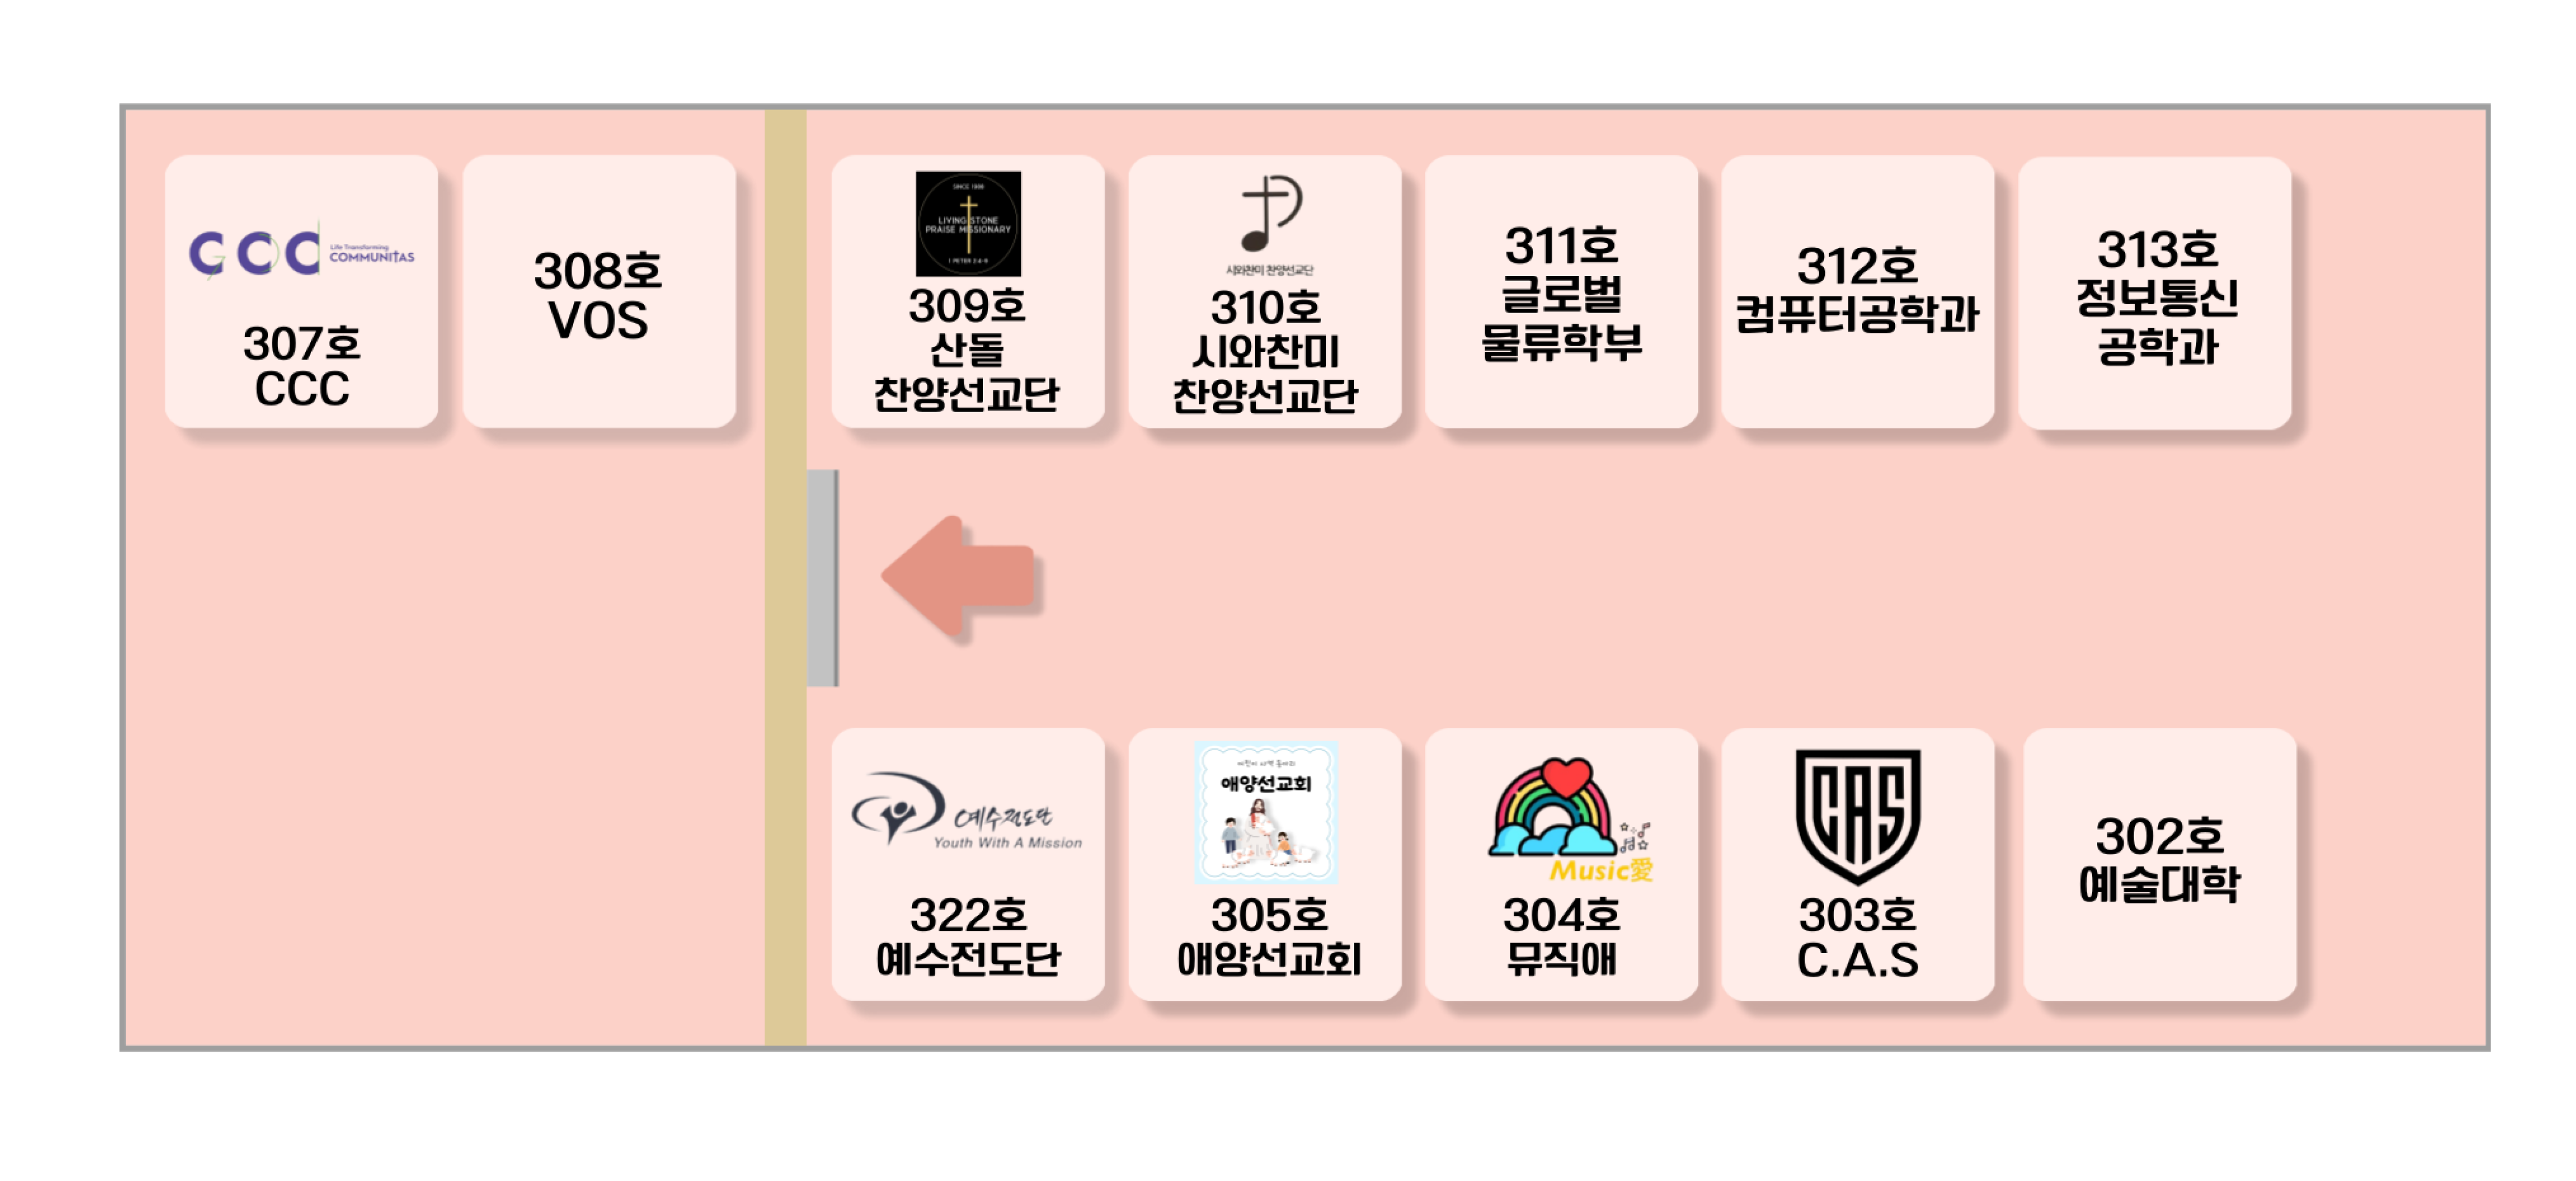 CCC
Life Transforming
COMMUNITAS
307호
CCC
308호
VOS
SINCE 1988
LIVING STONE
PRAISE MISSIONARY
1 PETER 2:4-9
309호
산돌
찬양선교단
시와찬미 찬양선교단
310호
시와찬미
찬양선교단
311호
글로벌
물류학부
312호
컴퓨터공학과
313호
정보통신
공학과
예수전도단
Youth With A Mission
322호
예수전도단
애양선교회
305호
애양선교회
Music愛
304호
뮤직애
CAS
303호
C.A.S
302호
예술대학